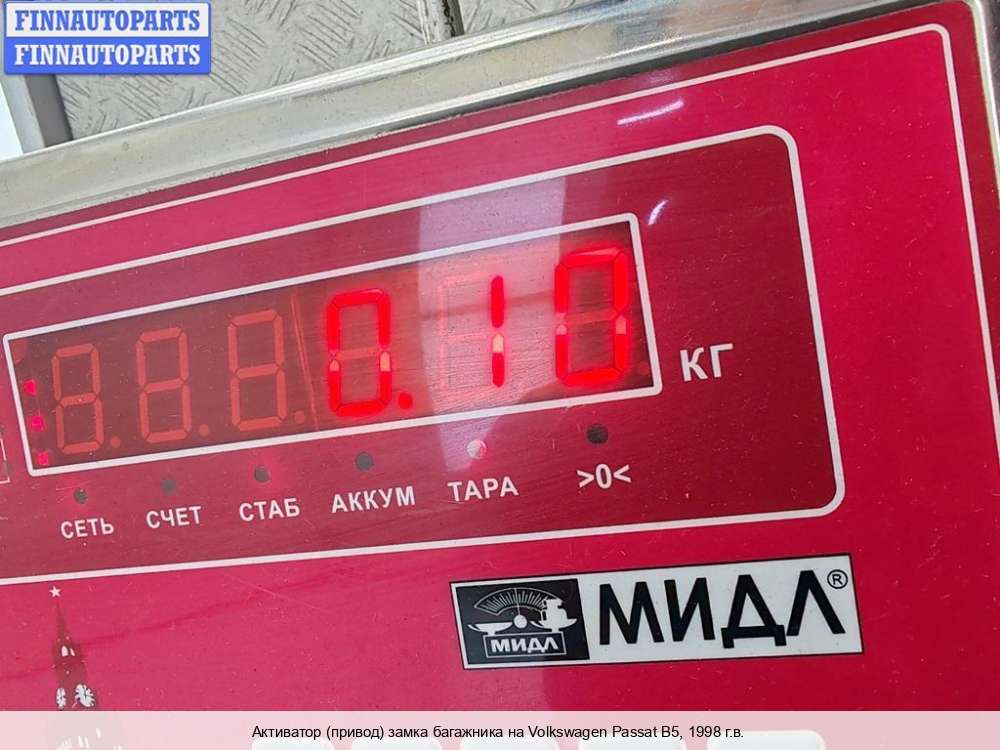 FINNAUTOPARTS
FINNAUTOPARTS
0.10
КГ
СЕТЬ СЧЕТ СТАБ АККУМ ТАРА >0<
МИДЛ
МИДЛ®
Активатор (привод) замка багажника на Volkswagen Passat B5, 1998 г.в.